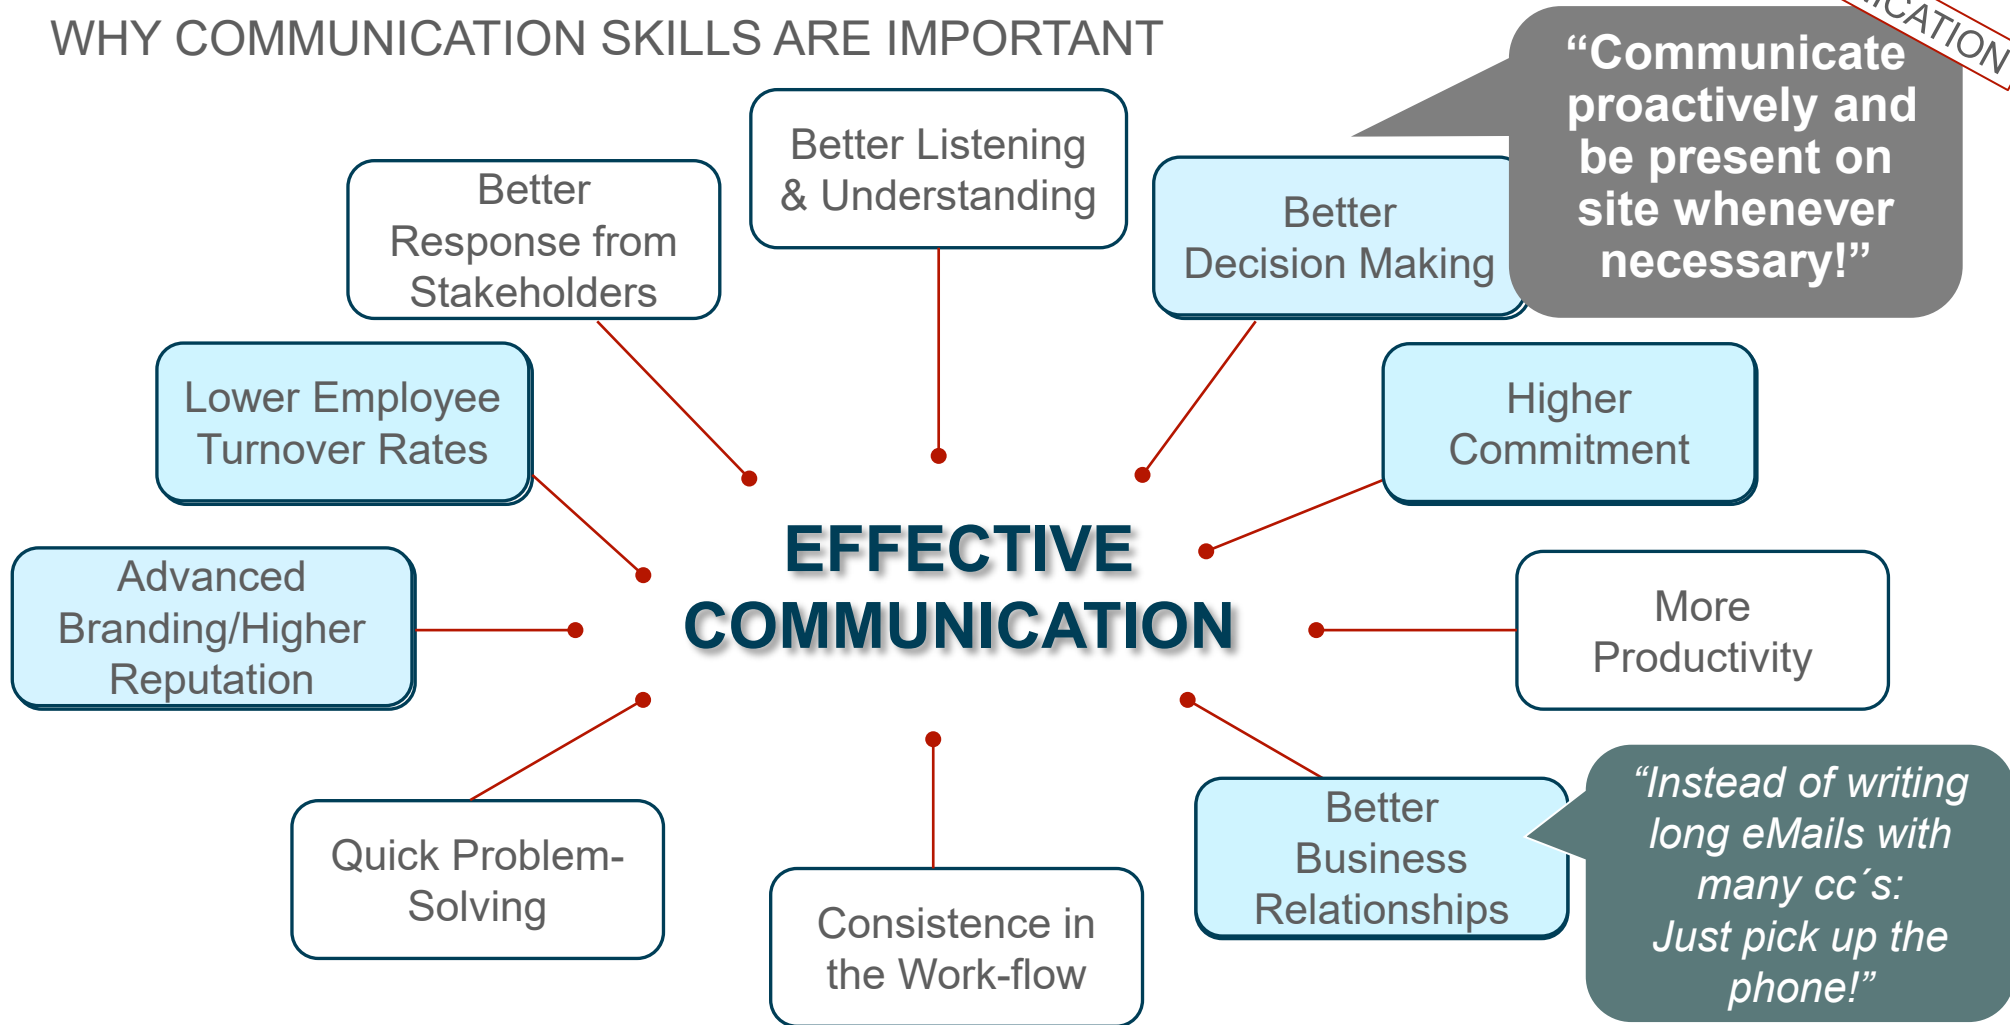 WHY COMMUNICATION SKILLS ARE IMPORTANT
“Communicate
proactively and
be present on
site whenever
necessary!”
Better Listening
& Understanding
Better
Response from
Stakeholders
Better
Decision Making
Lower Employee
Turnover Rates
Higher
Commitment
EFFECTIVE
COMMUNICATION
Advanced
Branding/Higher
Reputation
More
Productivity
Quick Problem-
Solving
Consistence in
the Work-flow
Better
Business
Relationships
“Instead of writing
long eMails with
many cc´s:
Just pick up the
phone!”